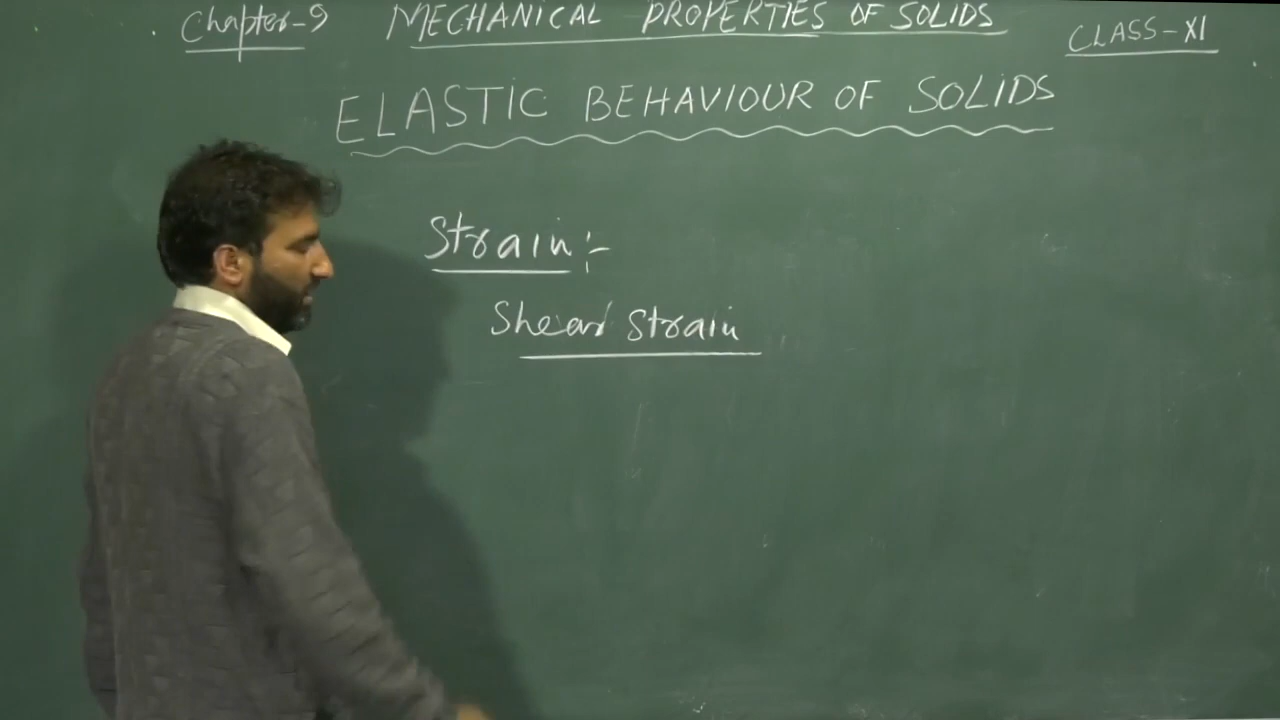 Chapter-9 MECHANICAL PROPERTIES OF SOLIDS CLASS-XI
ELASTIC BEHAVIOUR OF SOLIDS
Strain:-
Shear Strain